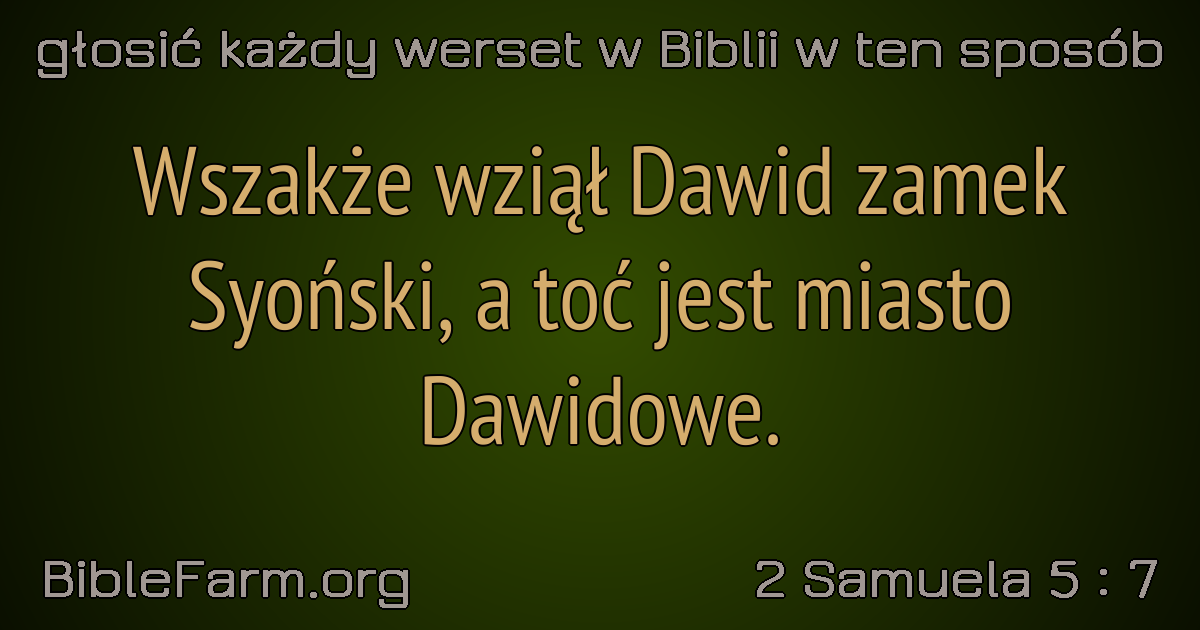 głosić każdy werset w Biblii w ten sposób
Wszakże wziął Dawid zamek
Syoński, a toć jest miasto
Dawidowe.
BibleFarm.org
2 Samuela 5 : 7